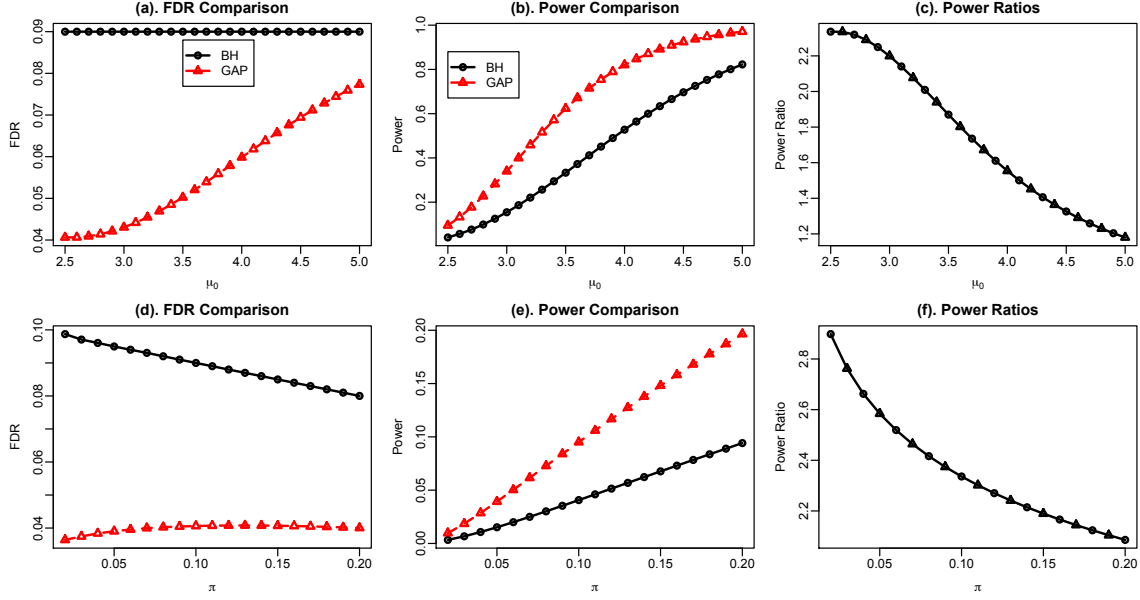 (a). FDR Comparison
0.04 0.05 0.06 0.07 0.08 0.09
FDR
BH
GAP
2.5 3.0 3.5 4.0 4.5 5.0
μ0
(b). Power Comparison
0.2 0.4 0.6 0.8 1.0
Power
BH
GAP
2.5 3.0 3.5 4.0 4.5 5.0
μ0
(c). Power Ratios
1.2 1.4 1.6 1.8 2.0 2.2
Power Ratio
2.5 3.0 3.5 4.0 4.5 5.0
μ0
(d). FDR Comparison
0.04 0.06 0.08 0.10
FDR
0.05 0.10 0.15 0.20
π
(e). Power Comparison
0.00 0.05 0.10 0.15 0.20
Power
0.05 0.10 0.15 0.20
π
(f). Power Ratios
2.2 2.4 2.6 2.8
Power Ratio
0.05 0.10 0.15 0.20
π